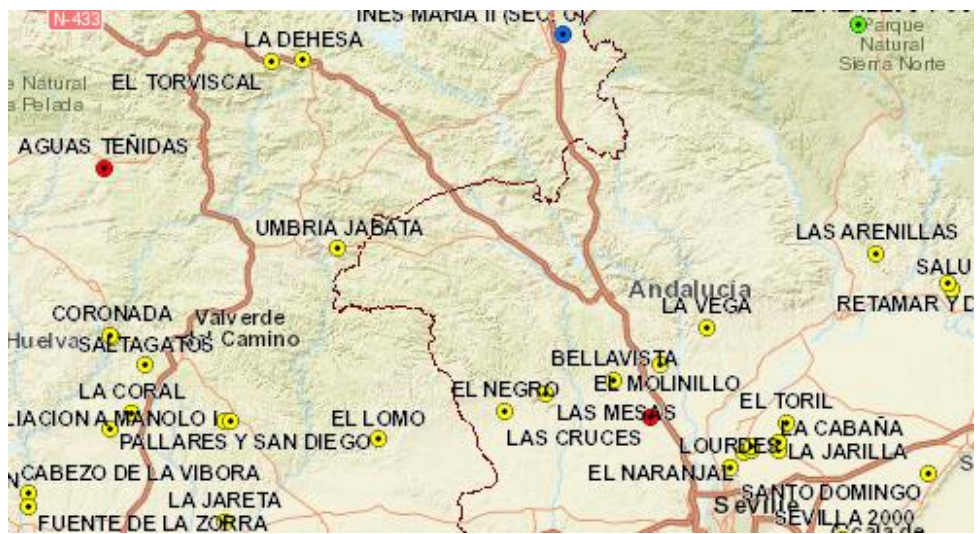 N-433
INES MARIA II (SEC. C)
LA DEHESA
Parque
Natural
Sierra Norte
EL TORVISCAL
e Natural
a Pelada
AGUAS TEÑIDAS
UMBRIA JABATA
LAS ARENILLAS
SALU
RETAMAR Y D
Andalucía
LA VEGA
CORONADA
Valverde
del Camino
Huelva
SALTAGATOS
BELLAVISTA
LA CORAL
EL NEGRO
EL MOLINILLO
LIACION A MANOLO I
EL LOMO
LAS MESAS
EL TORIL
PALLARES Y SAN DIEGO
LAS CRUCES
LOURDES
LA CABAÑA
LA JARILLA
CABEZO DE LA VIBORA
EL NARANJAL
N
S
LA JARETA
SANTO DOMINGO
Seville
FUENTE DE LA ZORRA
SEVILLA 2000